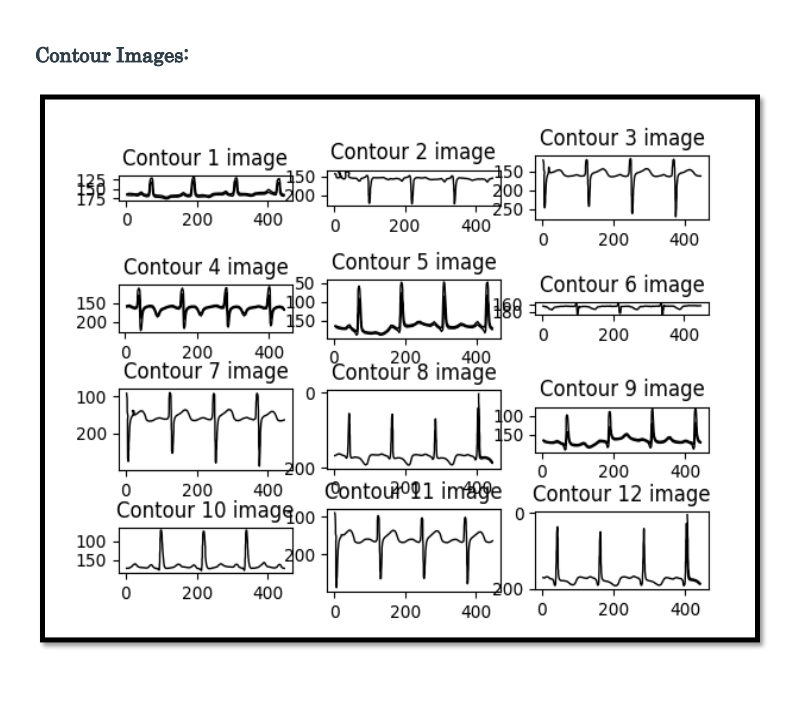 Contour Images:
Contour 1 image
125
150
175
0 200 400
Contour 2 image
150
200
0 200 400
Contour 3 image
150
200
250
0 200 400
Contour 4 image
150
200
0 200 400
Contour 5 image
50
100
150
0 200 400
Contour 6 image
160
180
0 200 400
Contour 7 image
100
200
0 200 400
Contour 8 image
0
200
0 200 400
Contour 9 image
100
150
0 200 400
Contour 10 image
100
150
0 200 400
Contour 11 image
100
200
0 200 400
Contour 12 image
0
200
0 200 400